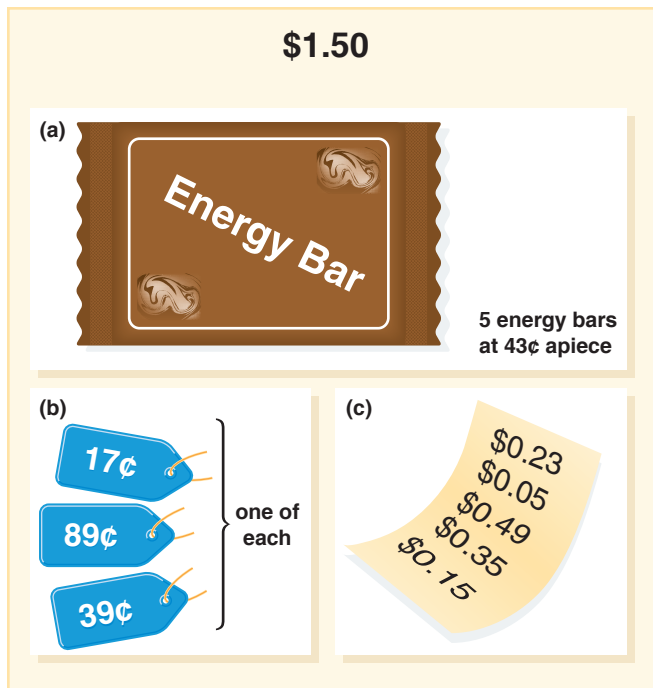 $1.50
(a)
Energy Bar
5 energy bars
at 43¢ apiece
(b)
17¢
89¢
39¢
one of
each
(c)
$0.23
$0.05
$0.49
$0.35
$0.15